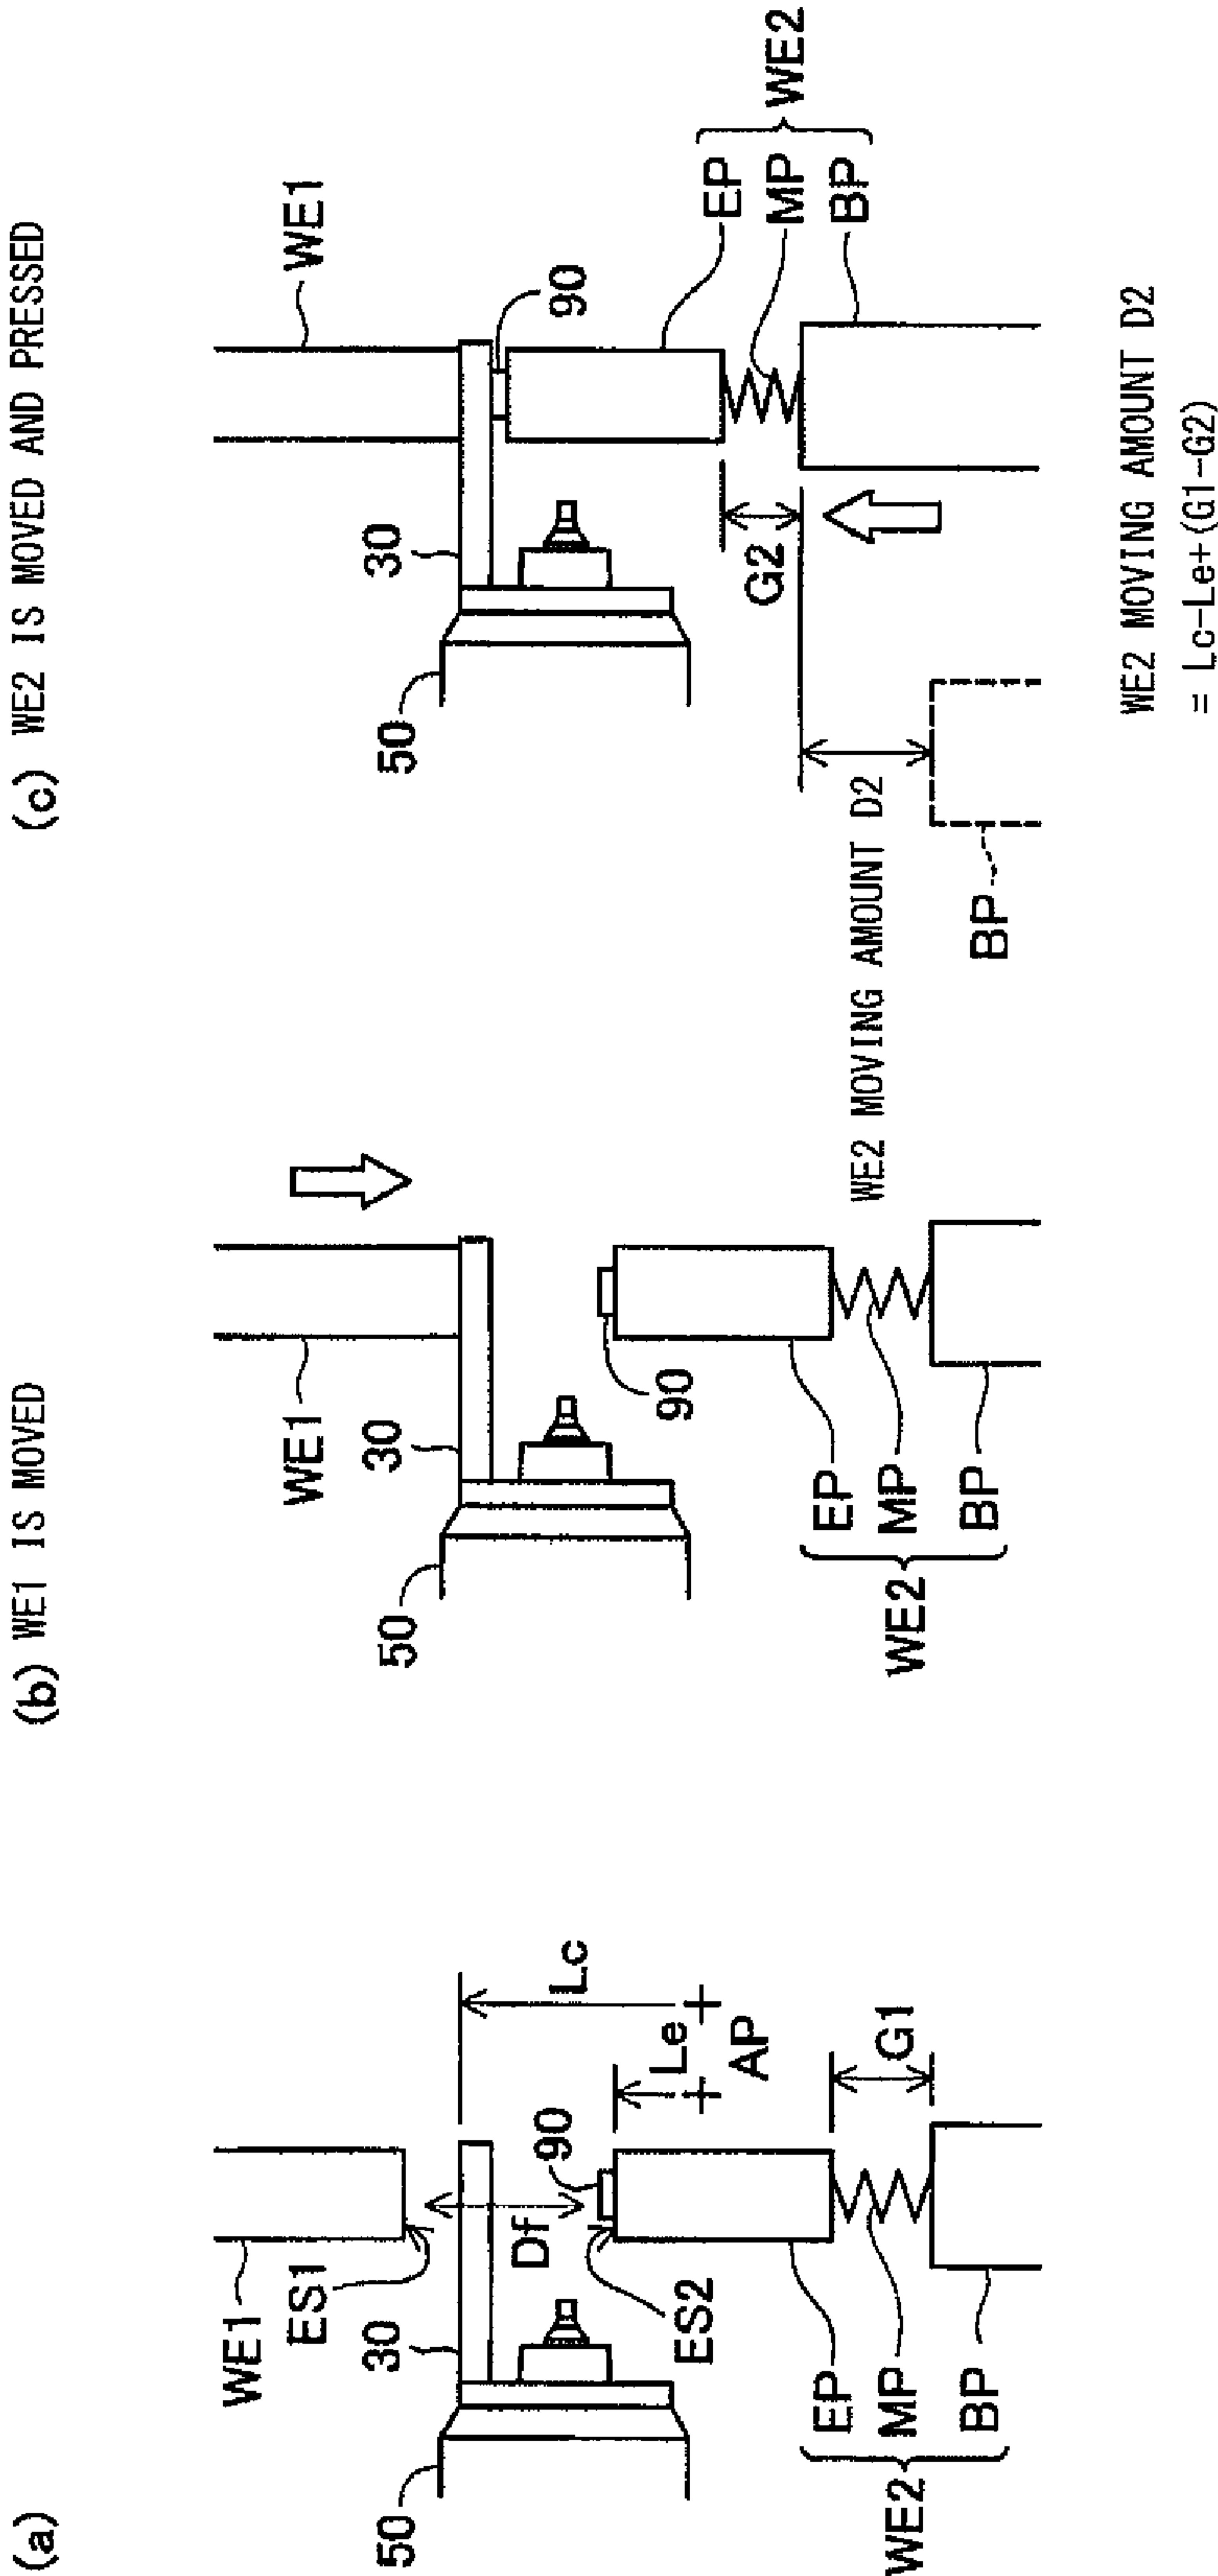 (a)
50
30
WE1
ES1
Df
90
ES2
Lc
Le
AP
G1
EP
MP
BP
WE2
(b) WE1 IS MOVED
50
30
WE1
90
EP
MP
BP
WE2
(c) WE2 IS MOVED AND PRESSED
50
30
WE1
90
EP
MP
BP
WE2
G2
WE2 MOVING AMOUNT D2
BP
WE2 MOVING AMOUNT D2
= Lc-Le+(G1-G2)